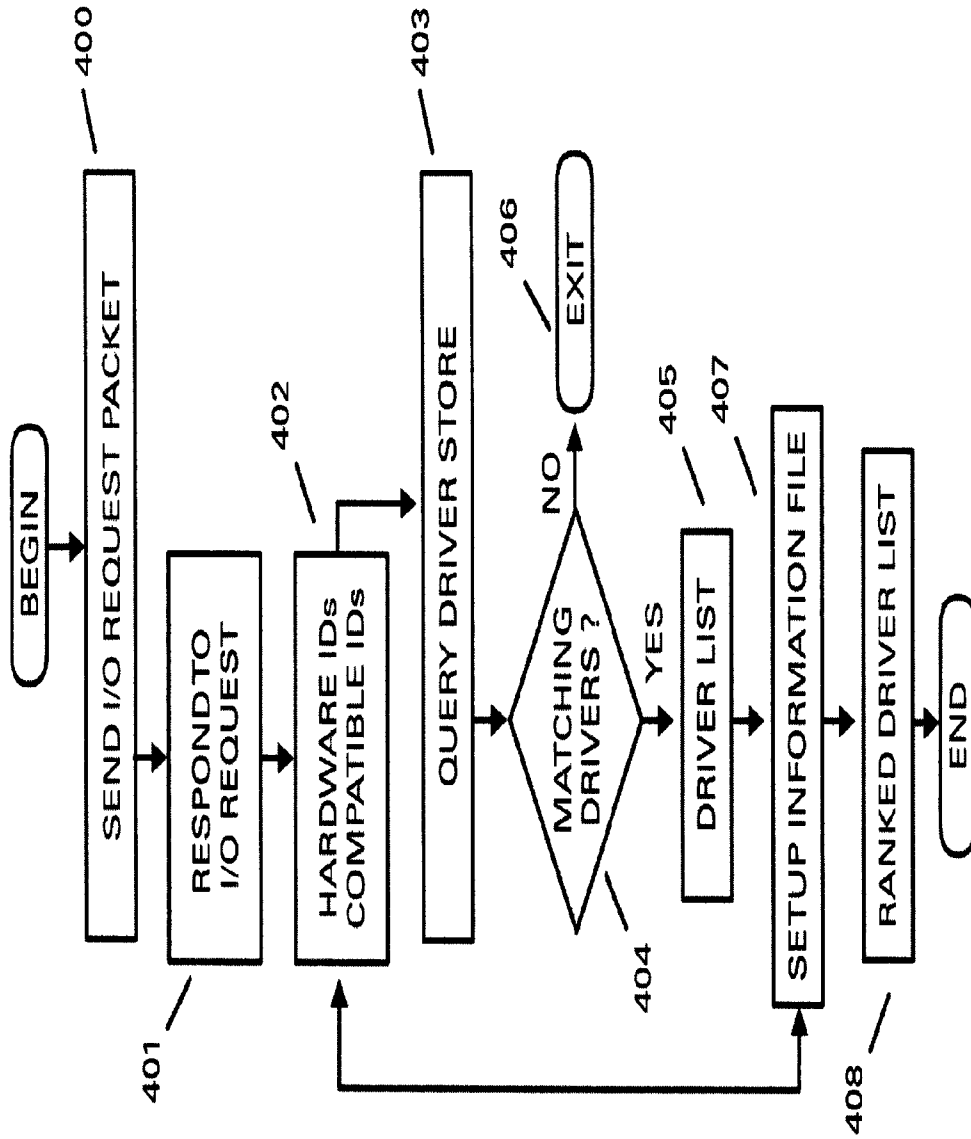 BEGIN
400
SEND I/O REQUEST PACKET
401
RESPOND TO
I/O REQUEST
402
HARDWARE IDs
COMPATIBLE IDs
403
QUERY DRIVER STORE
404
MATCHING
DRIVERS ?
NO
406
EXIT
YES
405
DRIVER LIST
407
SETUP INFORMATION FILE
408
RANKED DRIVER LIST
END